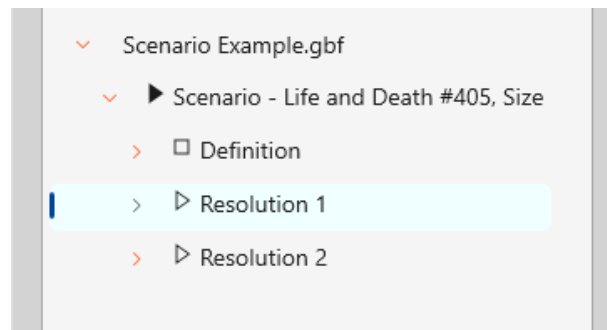 Scenario Example.gbf
Scenario - Life and Death #405, Size
Definition
Resolution 1
Resolution 2